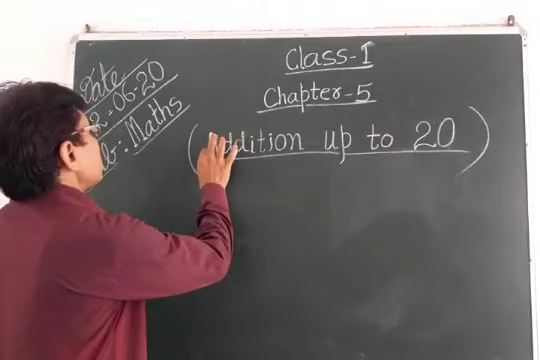 Date
-06-20
: Maths
Class-I
Chapter-5
(Addition up to 20)